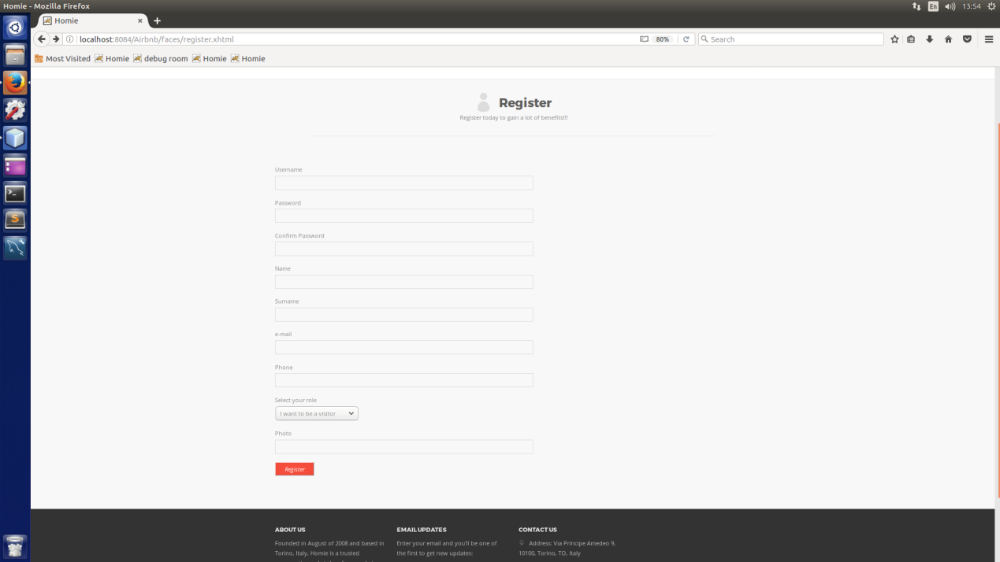 Homie - Mozilla Firefox
En
13:54
Homie
localhost:8084/Airbnb/faces/register.xhtml
80%
Search
Most Visited Homie debug room Homie Homie
Register
Register today to gain a lot of benefits!!!
Username
Password
Confirm Password
Name
Surname
e-mail
Phone
Select your role
I want to be a visitor
Photo
Register
ABOUT US
Founded in August of 2008 and based in
Torino, Italy, Homie is a trusted
EMAIL UPDATES
Enter your email and you'll be one of
the first to get new updates:
CONTACT US
Address: Via Principe Amedeo 9,
10100, Torino, TO, Italy